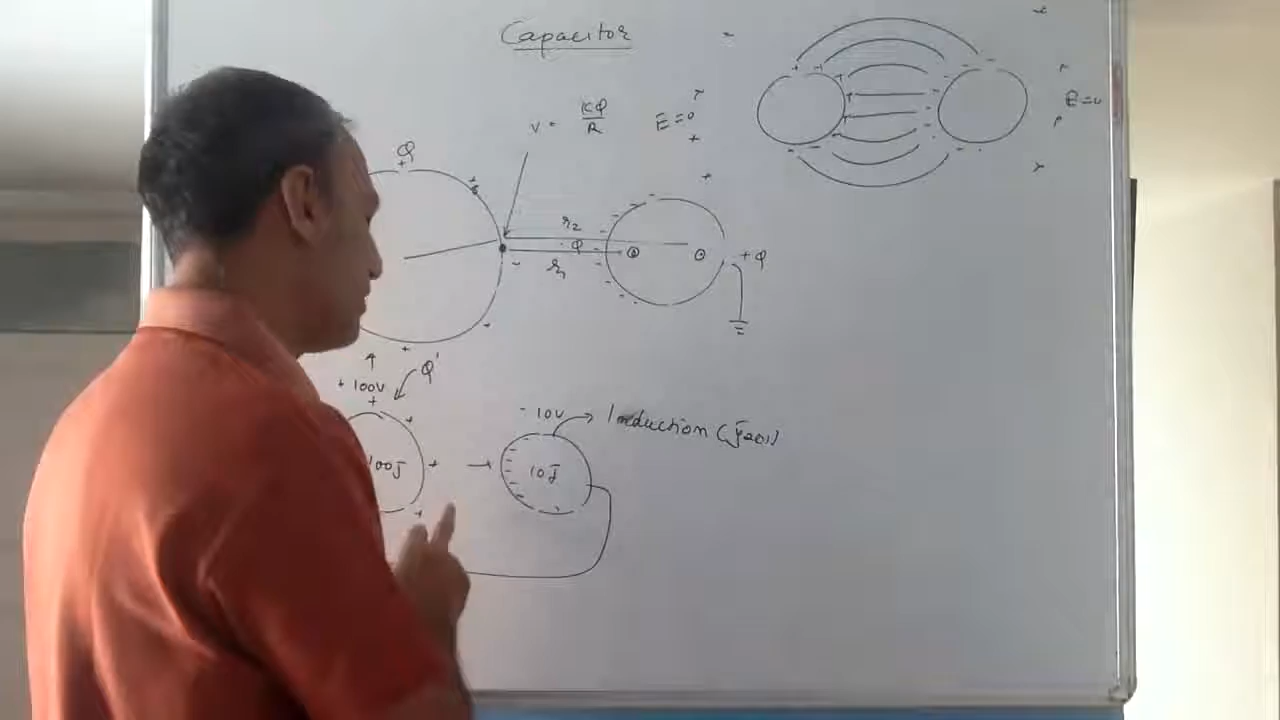 Capacitor
V = KQ/R E=0
E=0
Q
r2
Q
r1
+Q
+100V
Q'
-10V → Induction
100J
10J